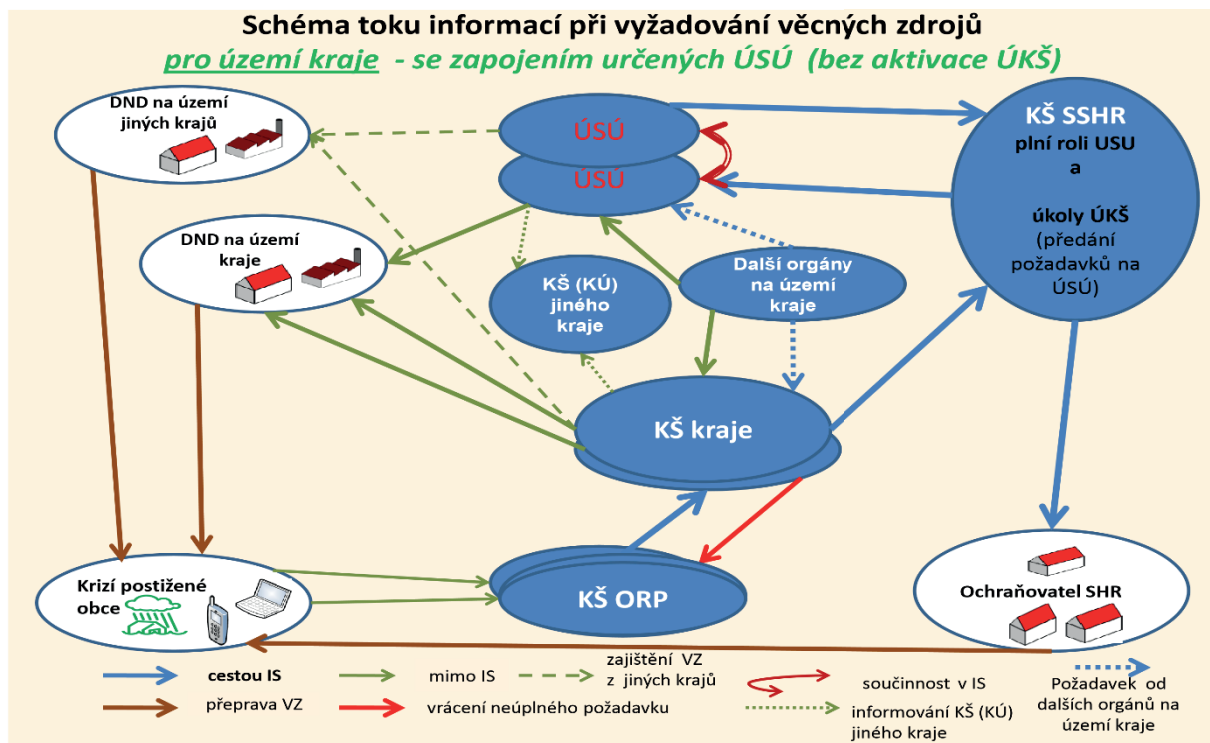 Schéma toku informací při vyžadování věcných zdrojů
pro území kraje - se zapojením určených ÚSÚ (bez aktivace ÚKŠ)
DND na území
jiných krajů
ÚSÚ
ÚSÚ
KŠ SSHR
plní roli USU
a
úkoly ÚKŠ
(předání
požadavků na
ÚSÚ)
DND na území
kraje
KŠ (KÚ)
jiného
kraje
Další orgány
na území
kraje
KŠ kraje
Krizí postižené
obce
KŠ ORP
Ochraňovatel SHR
cestou IS
mimo IS
zajištění VZ
z jiných krajů
součinnost v IS
Požadavek od
dalších orgánů na
území kraje
přeprava VZ
vrácení neúplného požadavku
informování KŠ (KÚ)
jiného kraje